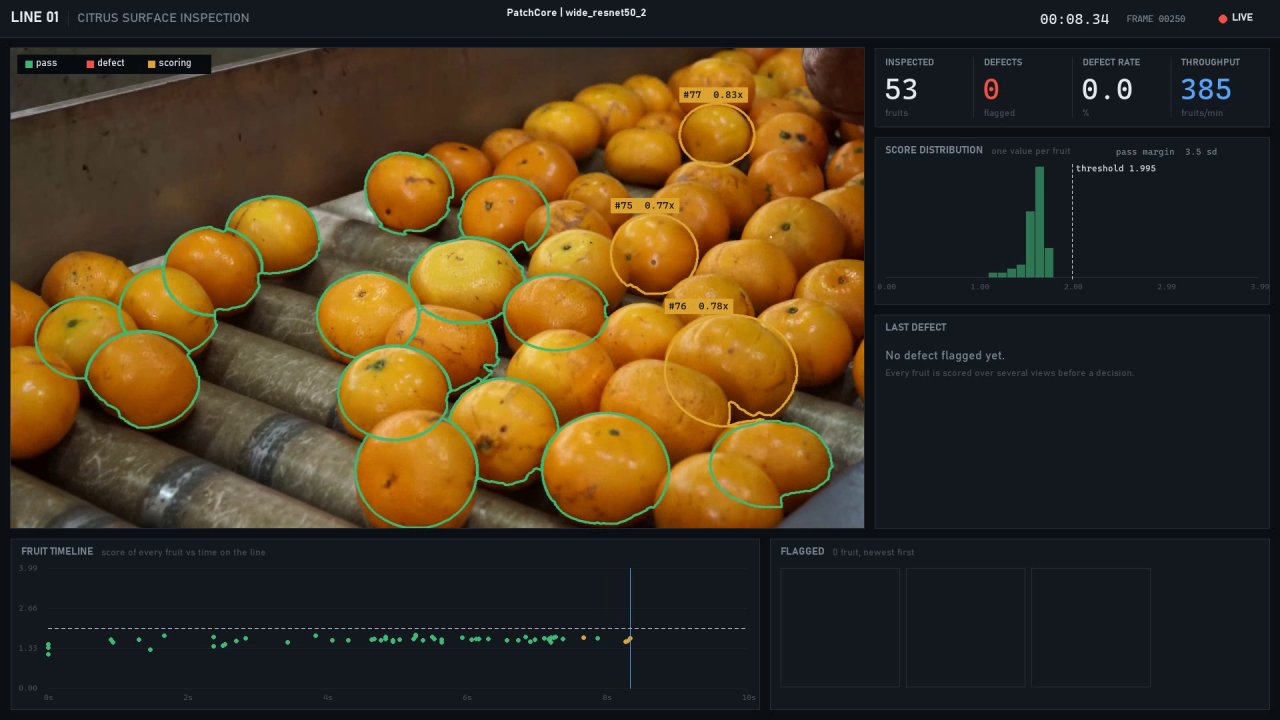 LINE 01 CITRUS SURFACE INSPECTION
PatchCore | wide_resnet50_2
00:08.34 FRAME 00250 LIVE
pass defect scoring
#77 0.83x
#75 0.77x
#76 0.78x
INSPECTED DEFECTS DEFECT RATE THROUGHPUT
53 0 0.0 385
fruits flagged % fruits/min
SCORE DISTRIBUTION one value per fruit pass margin 3.5 sd
threshold 1.995
0.00 1.00 2.00 2.99 3.99
LAST DEFECT
No defect flagged yet.
Every fruit is scored over several views before a decision.
FRUIT TIMELINE score of every fruit vs time on the line
3.99
2.66
1.33
0.00
0s 2s 4s 6s 8s 10s
FLAGGED 0 fruit, newest first